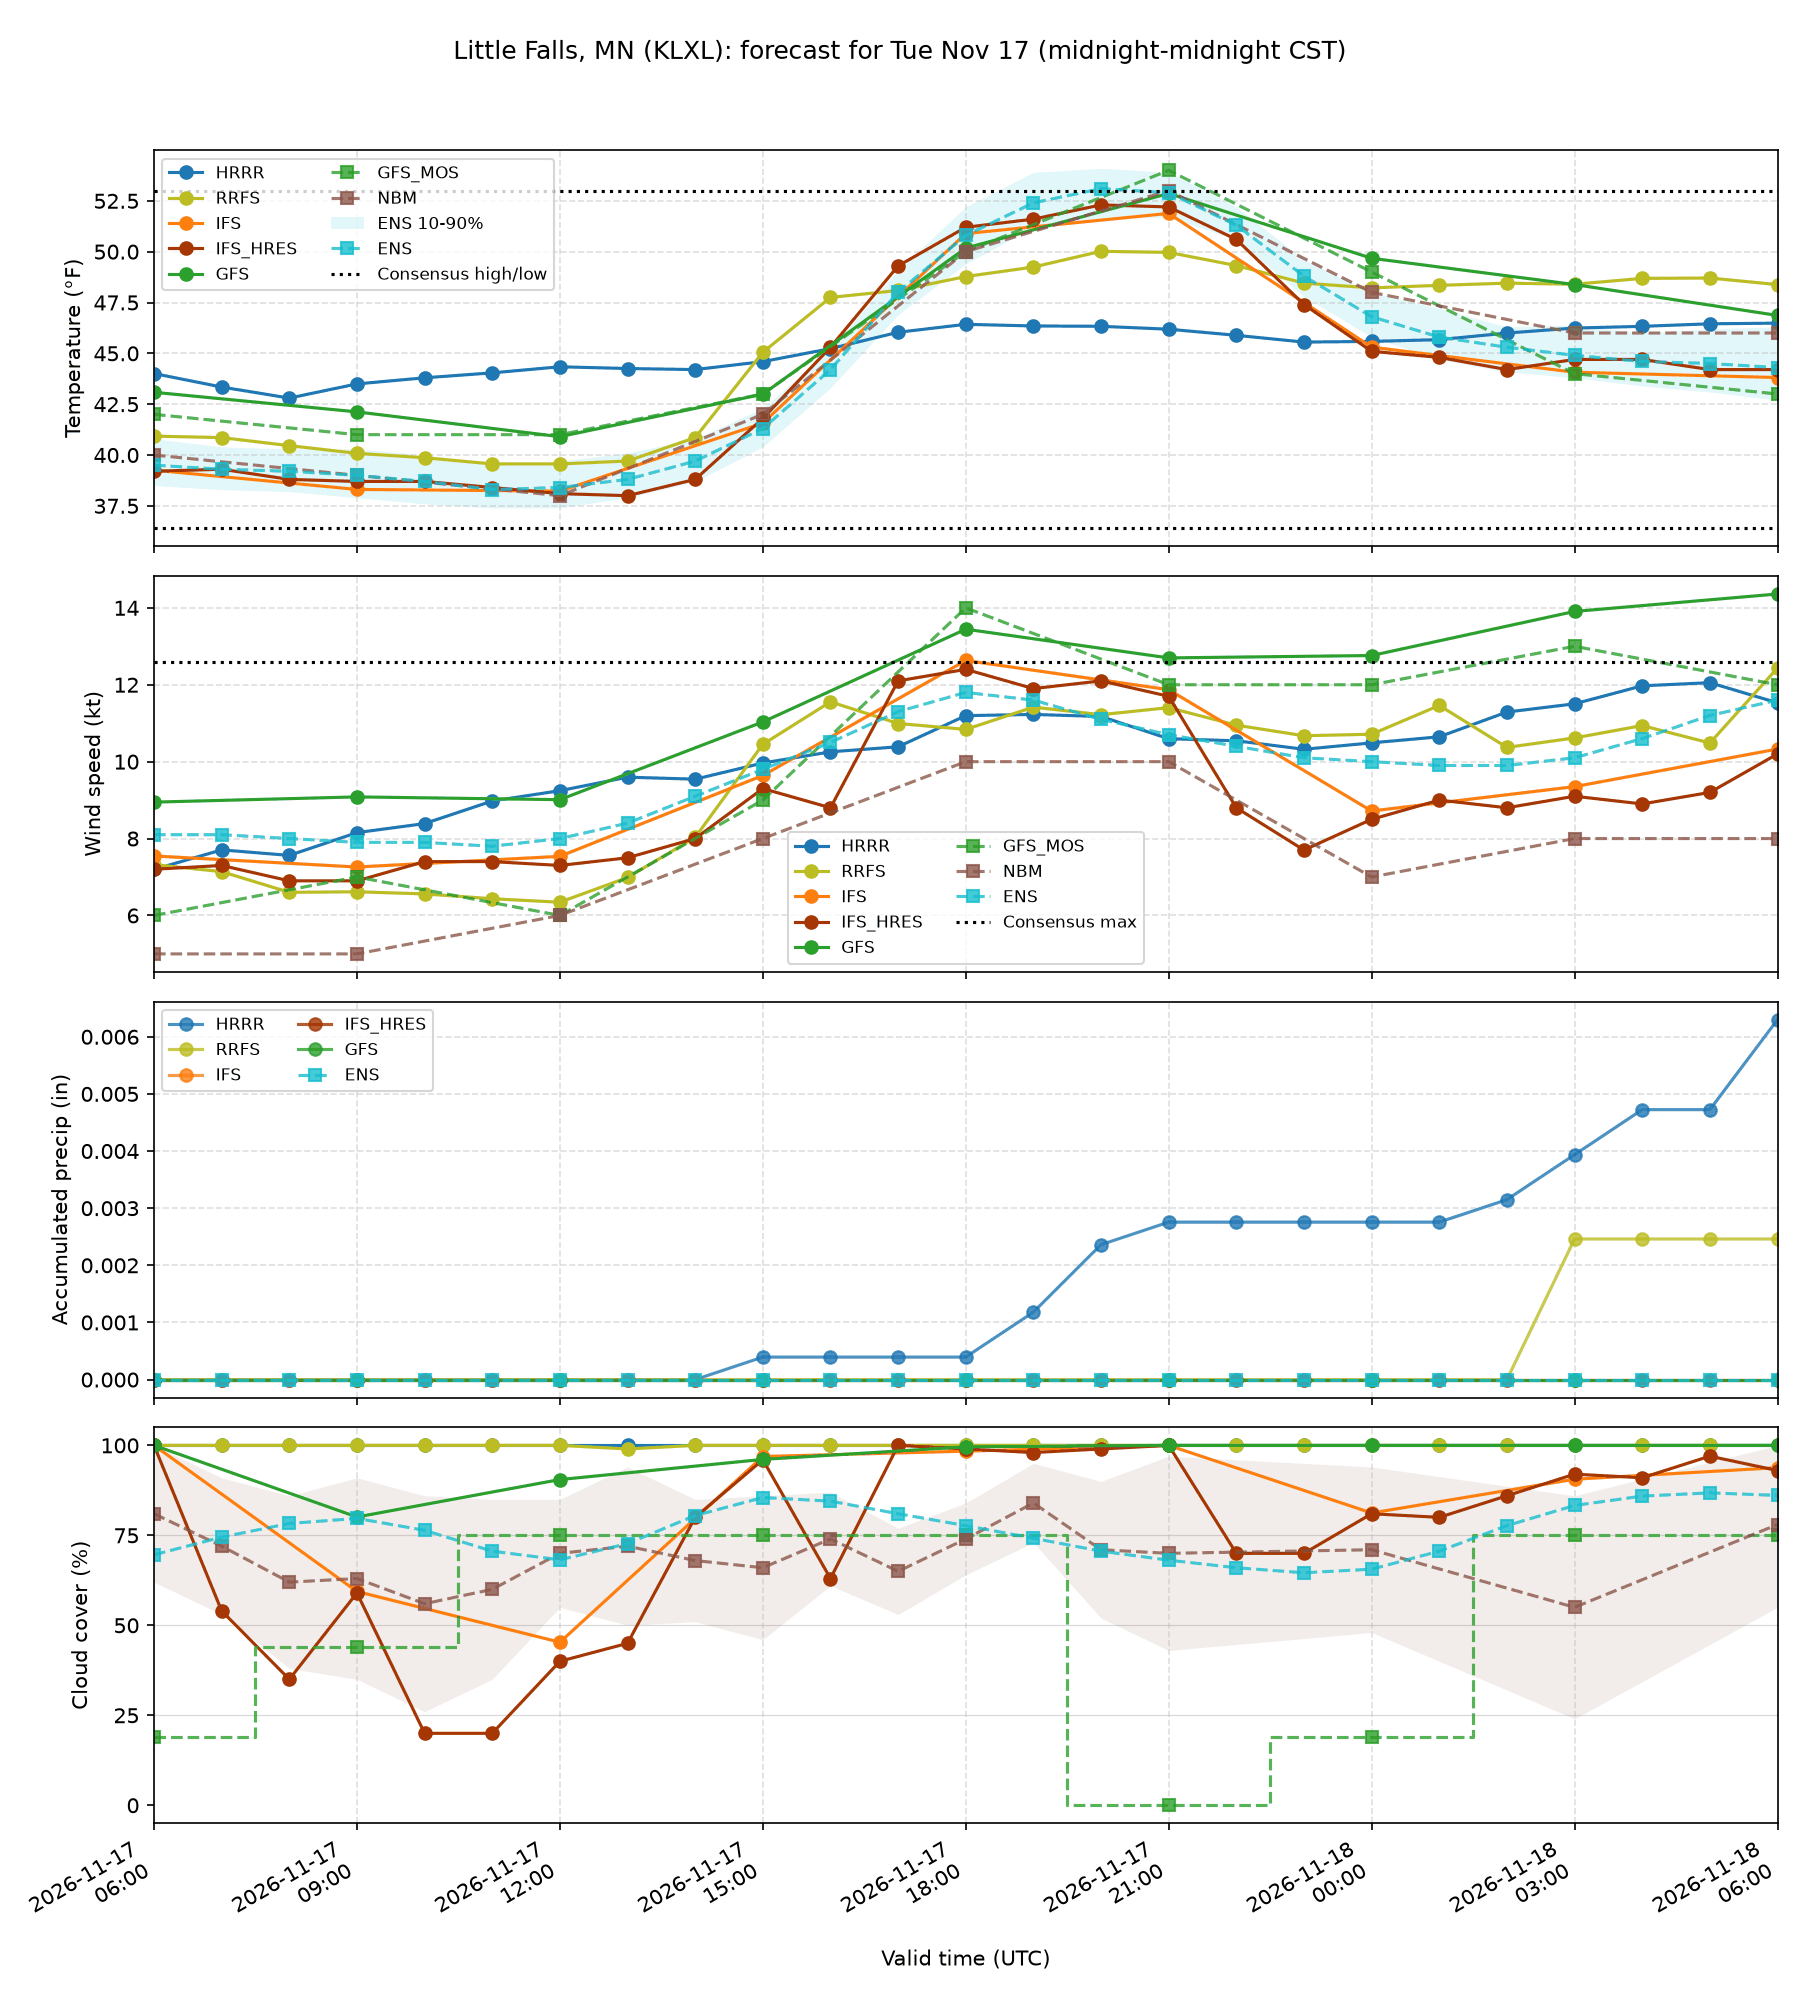 Little Falls, MN (KLXL): forecast for Tue Nov 17 (midnight-midnight CST)
Temperature (°F)
52.5
50.0
47.5
45.0
42.5
40.0
37.5
HRRR
RRFS
IFS
IFS_HRES
GFS
GFS_MOS
NBM
ENS 10-90%
ENS
Consensus high/low
Wind speed (kt)
14
12
10
8
6
HRRR
RRFS
IFS
IFS_HRES
GFS
GFS_MOS
NBM
ENS
Consensus max
Accumulated precip (in)
0.006
0.005
0.004
0.003
0.002
0.001
0.000
HRRR
RRFS
IFS
IFS_HRES
GFS
ENS
Cloud cover (%)
100
75
50
25
0
2026-11-17
06:00
2026-11-17
09:00
2026-11-17
12:00
2026-11-17
15:00
2026-11-17
18:00
2026-11-17
21:00
2026-11-18
00:00
2026-11-18
03:00
2026-11-18
06:00
Valid time (UTC)